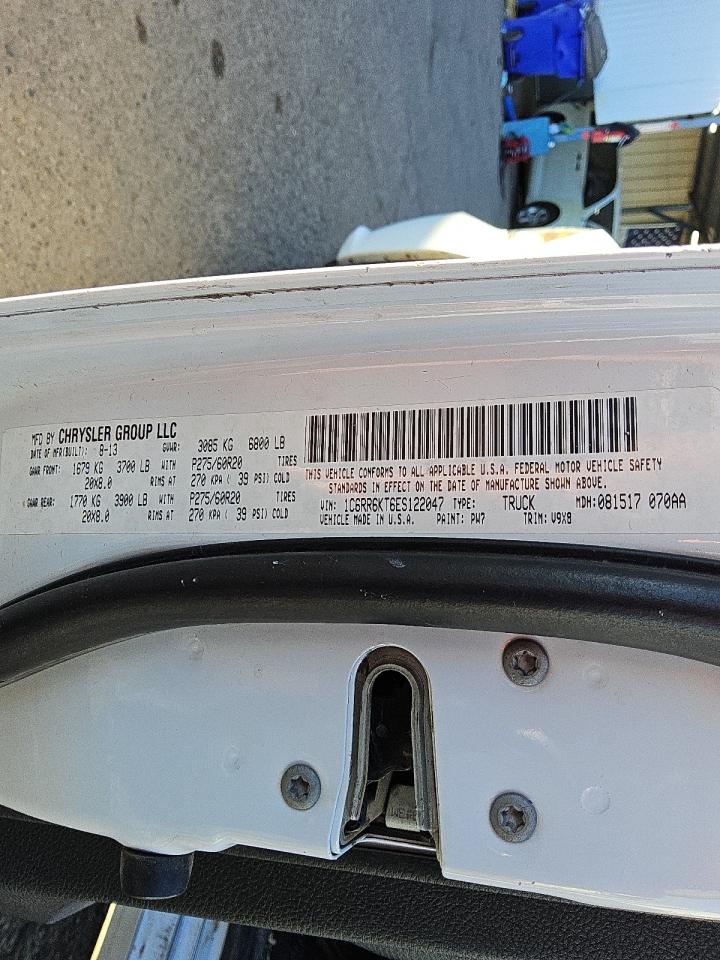 MFD BY CHRYSLER GROUP LLC
DATE OF MFR(BUILT): 8-13 GVWR: 3085 KG 6800 LB
GAWR FRONT: 1679 KG 3700 LB WITH P275/60R20 TIRES
20X8.0 RIMS AT 270 KPA ( 39 PSI) COLD
GAWR REAR: 1770 KG 3900 LB WITH P275/60R20 TIRES
20X8.0 RIMS AT 270 KPA ( 39 PSI) COLD
THIS VEHICLE CONFORMS TO ALL APPLICABLE U.S.A. FEDERAL MOTOR VEHICLE SAFETY
STANDARDS IN EFFECT ON THE DATE OF MANUFACTURE SHOWN ABOVE.
VIN: 1C6RR6KT6ES122047 TYPE: TRUCK MDH: 081517 070AA
VEHICLE MADE IN U.S.A. PAINT: PW7 TRIM: V9X8